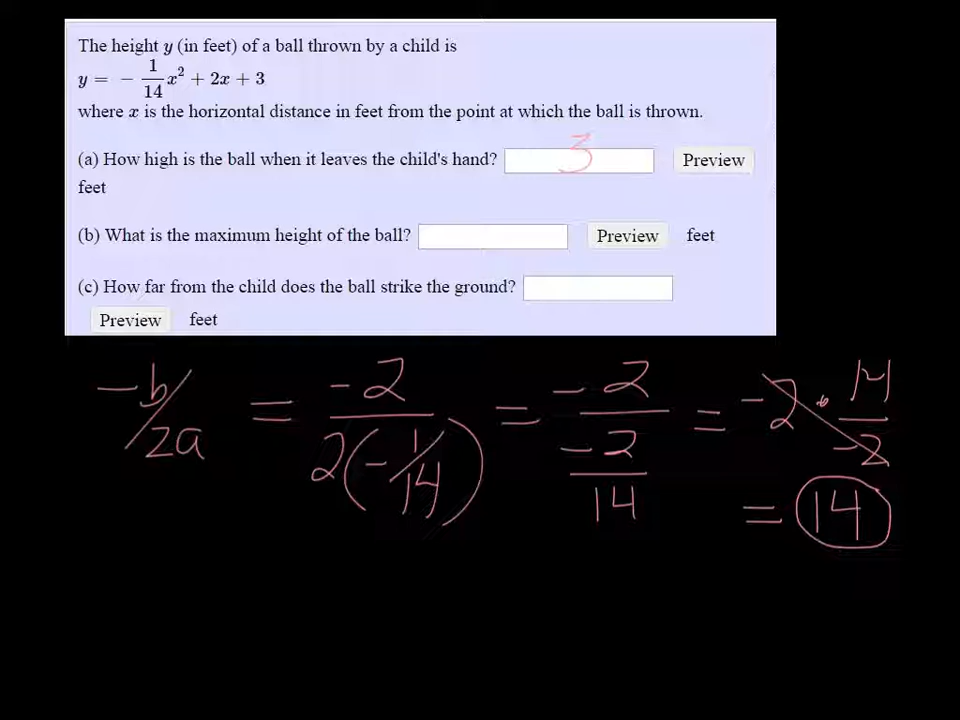 The height y (in feet) of a ball thrown by a child is
y = − 1/14 x² + 2x + 3
where x is the horizontal distance in feet from the point at which the ball is thrown.
(a) How high is the ball when it leaves the child's hand? 3 Preview
feet
(b) What is the maximum height of the ball? Preview feet
(c) How far from the child does the ball strike the ground?
Preview feet
-b/2a = -2/(2(-1/14)) = -2/(-2/14) = -2 · 14/-2
= 14